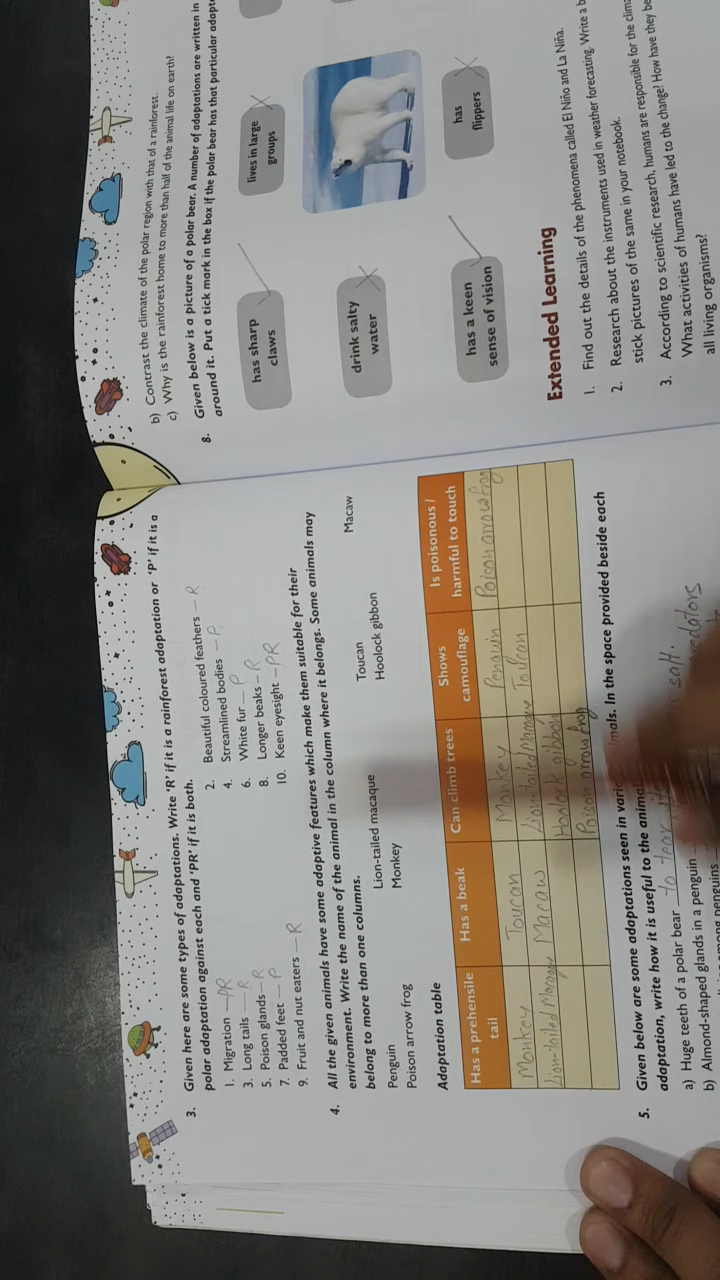 3. Given here are some types of adaptations. Write 'R' if it is a rainforest adaptation or 'P' if it is a
polar adaptation against each and 'PR' if it is both.
1. Migration — PR
2. Beautiful coloured feathers — R
3. Long tails — R
4. Streamlined bodies — P
5. Poison glands — R
6. White fur — P
7. Padded feet — P
8. Longer beaks — R
9. Fruit and nut eaters — R
10. Keen eyesight — PR
4. All the given animals have some adaptive features which make them suitable for their
environment. Write the name of the animal in the column where it belongs. Some animals may
belong to more than one columns.
Penguin Lion-tailed macaque Toucan Macaw
Poison arrow frog Monkey Hoolock gibbon
Adaptation table
Has a prehensile tail Has a beak Can climb trees Shows camouflage Is poisonous / harmful to touch
Monkey Toucan Monkey Penguin Poison arrow frog
Lion-tailed Macaw Lion-tailed Toucan
Hoolock gibbon
Poison arrow frog
5. Given below are some adaptations seen in
adaptation, write how it is useful to the
In the space provided beside each
a) Huge teeth of a polar bear to tear
b) Almond-shaped glands in a penguin salt.
among penguins
b) Contrast the climate of the polar region with that of a rainforest.
c) Why is the rainforest home to more than half of the animal life on earth?
8. Given below is a picture of a polar bear. A number of adaptations are written in
around it. Put a tick mark in the box if the polar bear has that particular
has sharp claws ✓
lives in large groups ✗
drink salty water ✗
has a keen sense of vision ✓
has flippers ✗
Extended Learning
1. Find out the details of the phenomena called El Niño and La Niña.
2. Research about the instruments used in weather forecasting. Write a
stick pictures of the same in your notebook.
3. According to scientific research, humans are responsible for the
What activities of humans have led to the change? How have they
all living organisms?